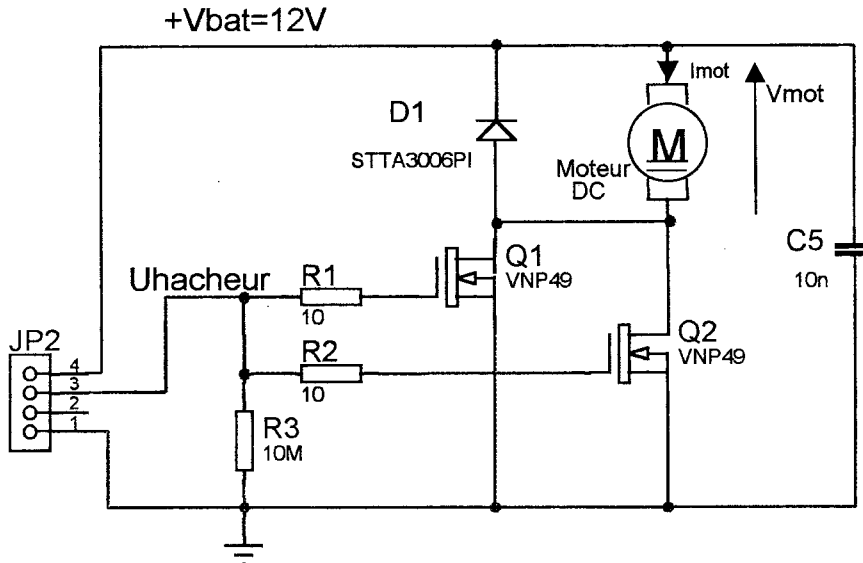 +Vbat=12V
Imot
Vmot
D1
STTA3006PI
M
Moteur
DC
C5
10n
Q1
VNP49
Uhacheur
R1
10
Q2
VNP49
JP2
R2
10
4
3
2
1
R3
10M